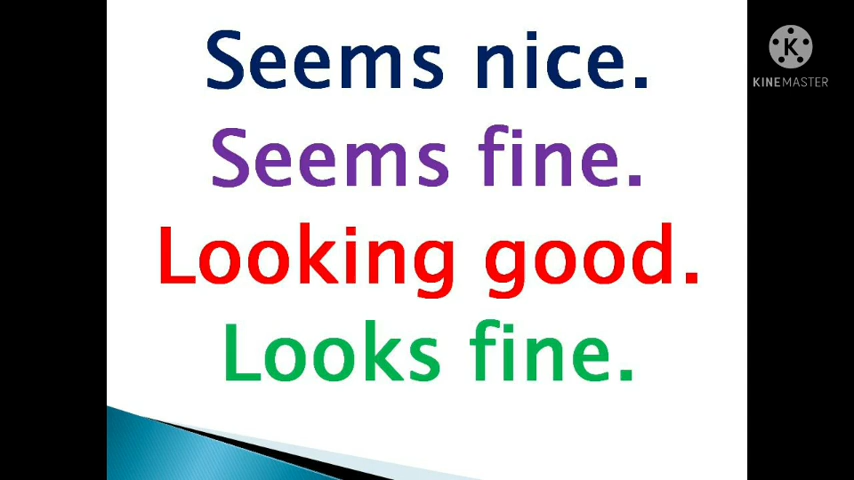 Seems nice.
K
KINEMASTER
Seems fine.
Looking good.
Looks fine.